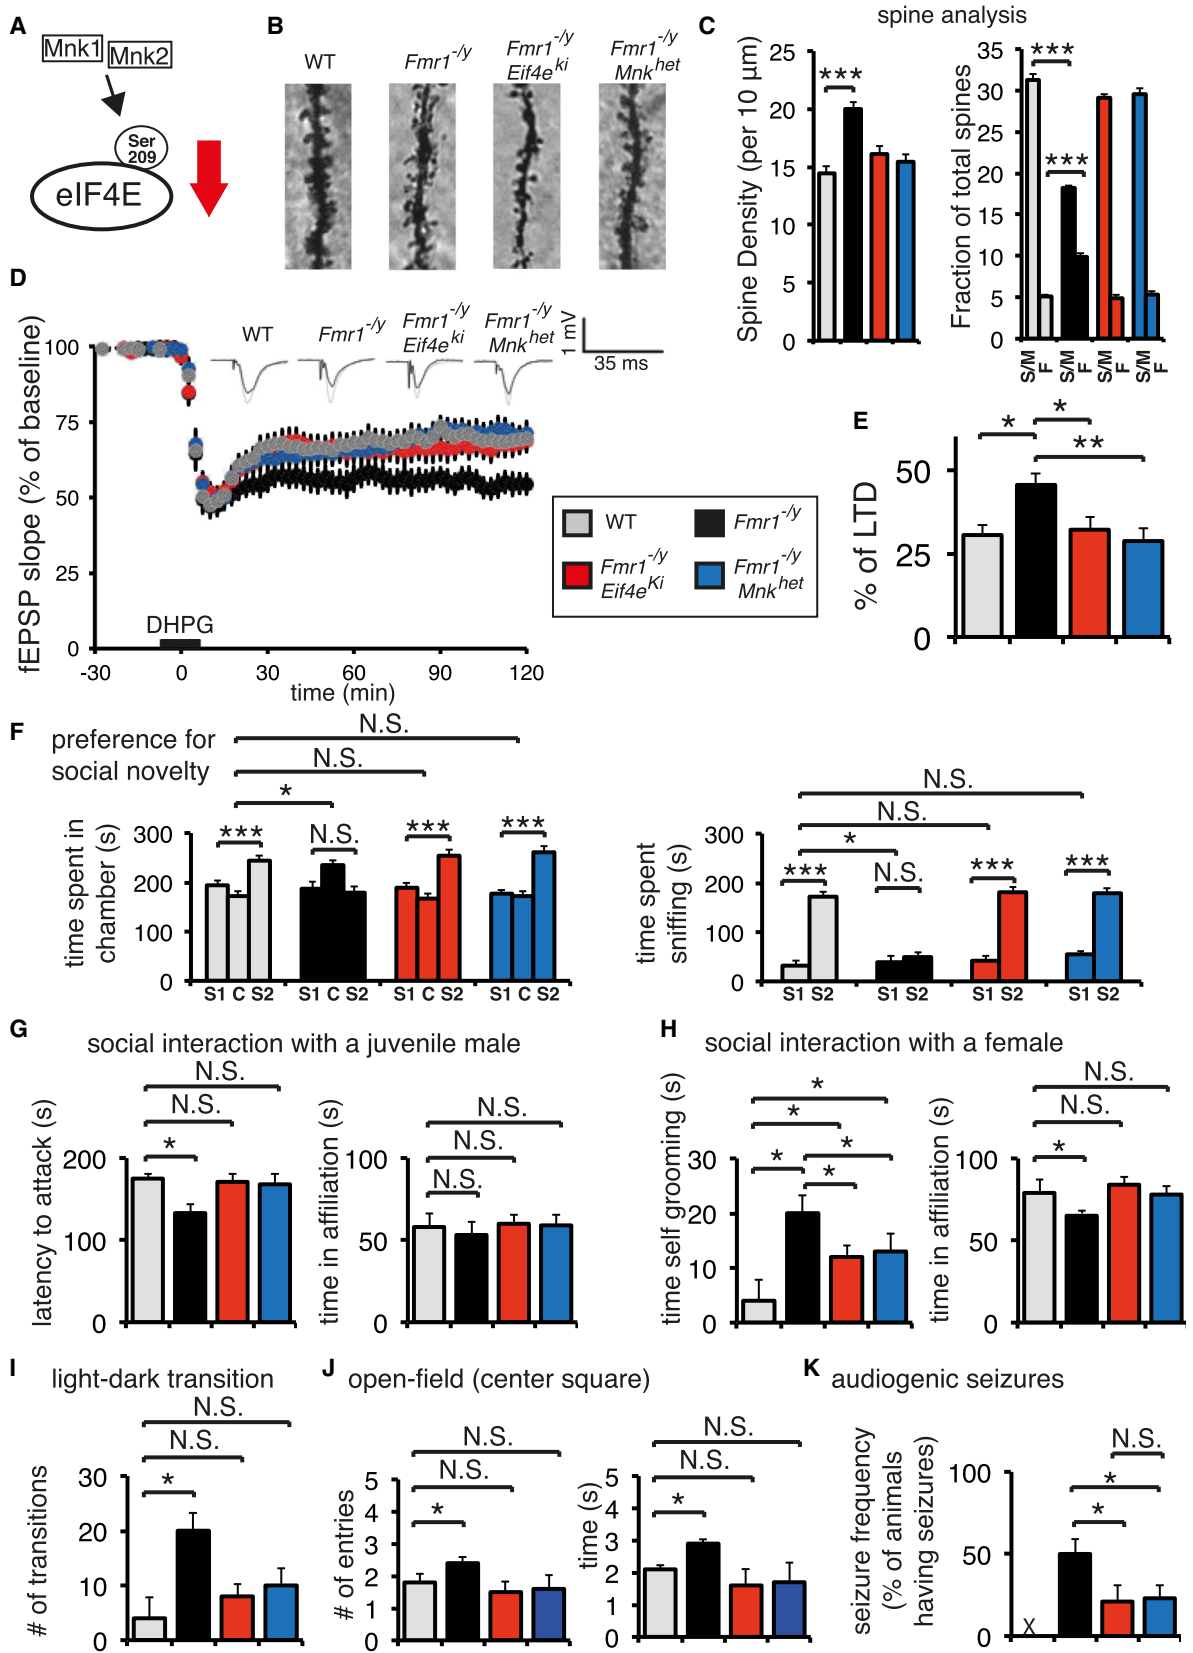 A
Mnk1
Mnk2
Ser
209
eIF4E
B
WT
Fmr1-/y
Fmr1-/y
Eif4eki
Fmr1-/y
Mnkhet
spine analysis
C
Spine Density (per 10 µm)
25
20
15
10
5
0
***
Fraction of total spines
35
30
25
20
15
10
5
0
***
***
S/M
F
S/M
F
S/M
F
S/M
F
D
fEPSP slope (% of baseline)
100
75
50
25
0
WT
Fmr1-/y
Fmr1-/y
Eif4eki
Fmr1-/y
Mnkhet
1 mV
35 ms
DHPG
-30
0
30
60
90
120
time (min)
WT
Fmr1-/y
Fmr1-/y
Eif4eKi
Fmr1-/y
Mnkhet
E
% of LTD
50
25
0
*
*
**
F
preference for
social novelty
N.S.
N.S.
*
***
N.S.
***
***
time spent in
chamber (s)
300
200
100
0
S1 C S2
S1 C S2
S1 C S2
S1 C S2
N.S.
N.S.
*
***
N.S.
***
***
time spent
sniffing (s)
300
200
100
0
S1 S2
S1 S2
S1 S2
S1 S2
G
social interaction with a juvenile male
N.S.
N.S.
*
latency to attack (s)
200
100
0
N.S.
N.S.
N.S.
time in affiliation (s)
100
50
0
H
social interaction with a female
*
*
*
*
*
time self grooming (s)
30
20
10
0
N.S.
N.S.
*
time in affiliation (s)
100
50
0
I
light-dark transition
N.S.
N.S.
*
# of transitions
30
20
10
0
J
open-field (center square)
N.S.
N.S.
*
# of entries
5
4
3
2
1
0
N.S.
N.S.
*
time (s)
5
4
3
2
1
0
K
audiogenic seizures
N.S.
*
*
seizure frequency
(% of animals
having seizures)
100
50
0
X